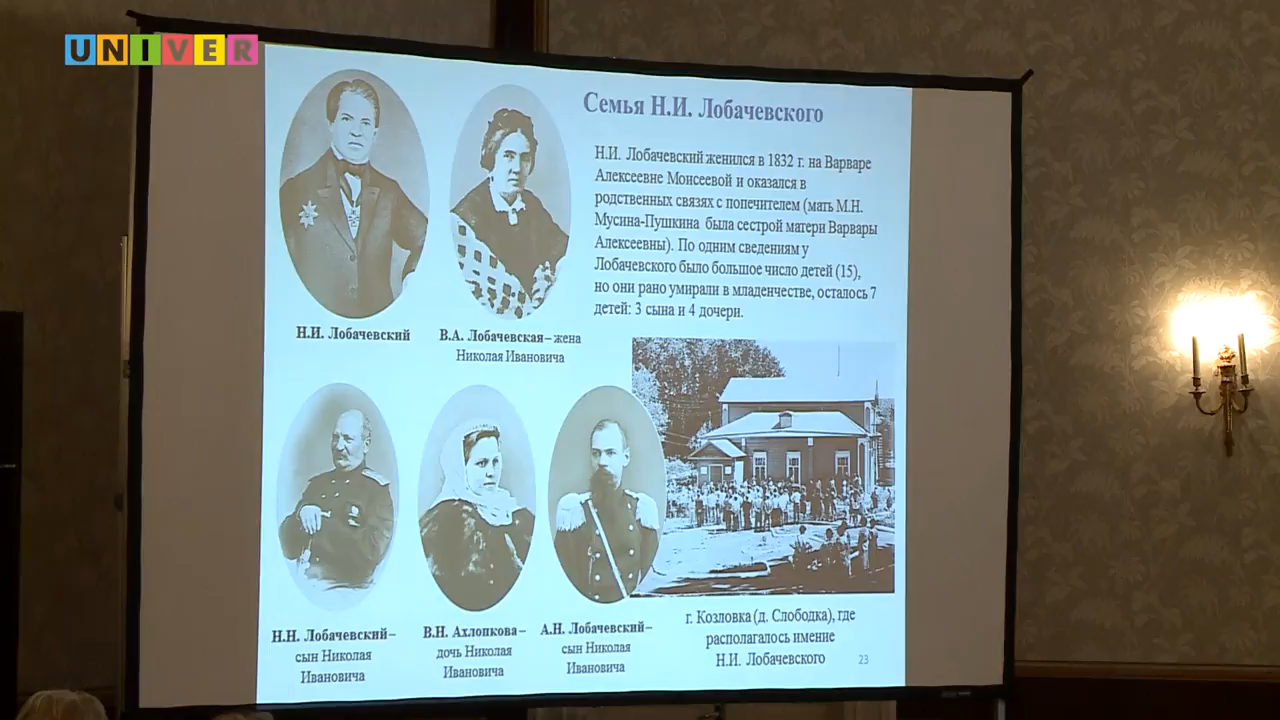 UNIVER
Семья Н.И. Лобачевского
Н.И. Лобачевский женился в 1832 г. на Варваре
Алексеевне Моисеевой и оказался в
родственных связях с попечителем (мать М.Н.
Мусина-Пушкина была сестрой матери Варвары
Алексеевны). По одним сведениям у
Лобачевского было большое число детей (15),
но они рано умирали в младенчестве, осталось 7
детей: 3 сына и 4 дочери.
Н.И. Лобачевский
В.А. Лобачевская – жена
Николая Ивановича
Н.Н. Лобачевский –
сын Николая
Ивановича
В.Н. Ахлопкова –
дочь Николая
Ивановича
А.Н. Лобачевский –
сын Николая
Ивановича
г. Козловка (д. Слободка), где
располагалось имение
Н.И. Лобачевского
23